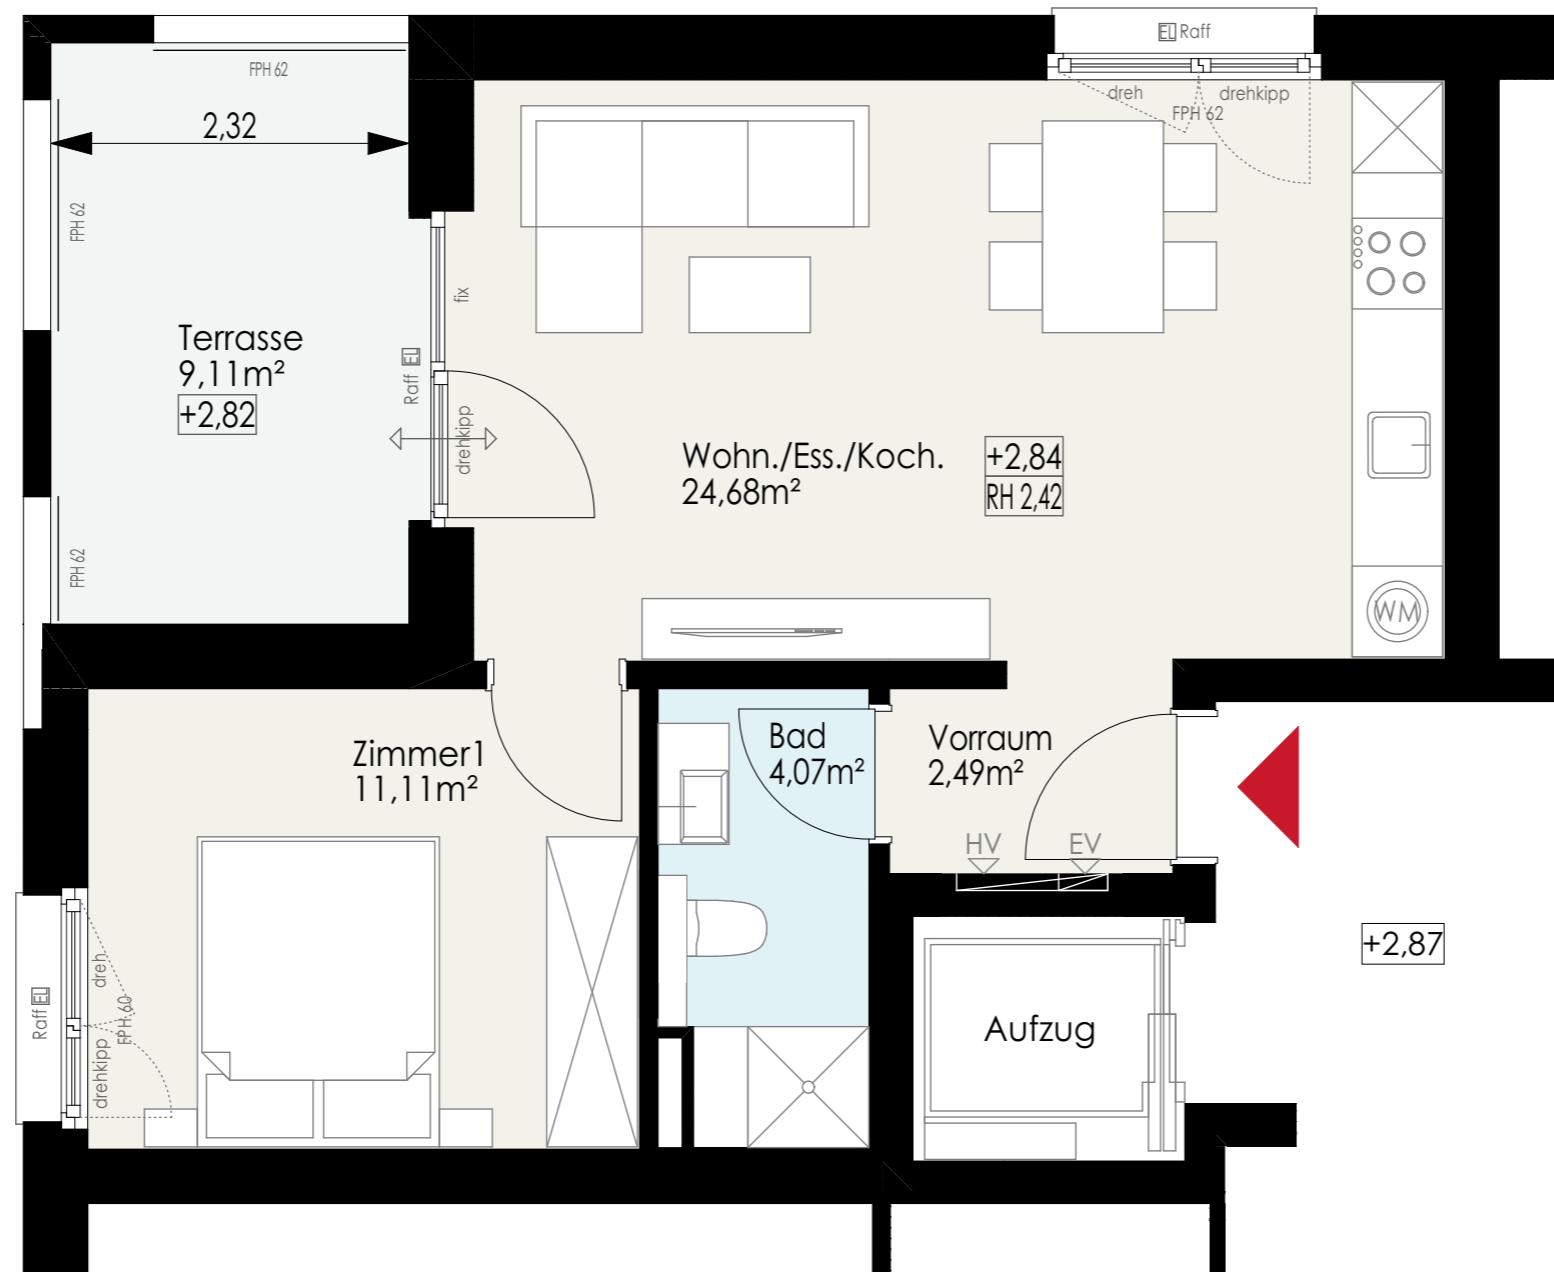 EL Raff
FPH 62
dreh
drehkipp
FPH 62
2,32
FPH 62
fix
Terrasse
9,11m²
+2,82
Raff EL
drehkipp
Wohn./Ess./Koch.
24,68m²
+2,84
RH 2,42
FPH 62
WM
Zimmer1
11,11m²
Bad
4,07m²
Vorraum
2,49m²
HV
EV
+2,87
dreh
Raff EL
FPH 60
drehkipp
Aufzug